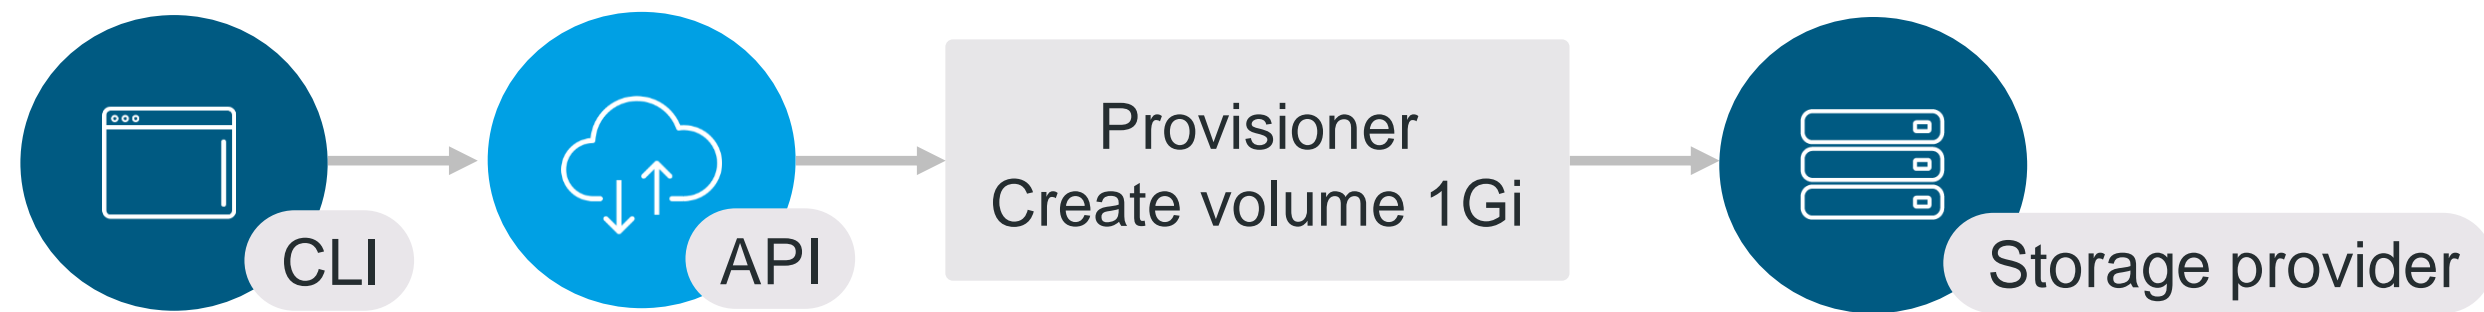 CLI
API
Provisioner
Create volume 1Gi
Storage provider